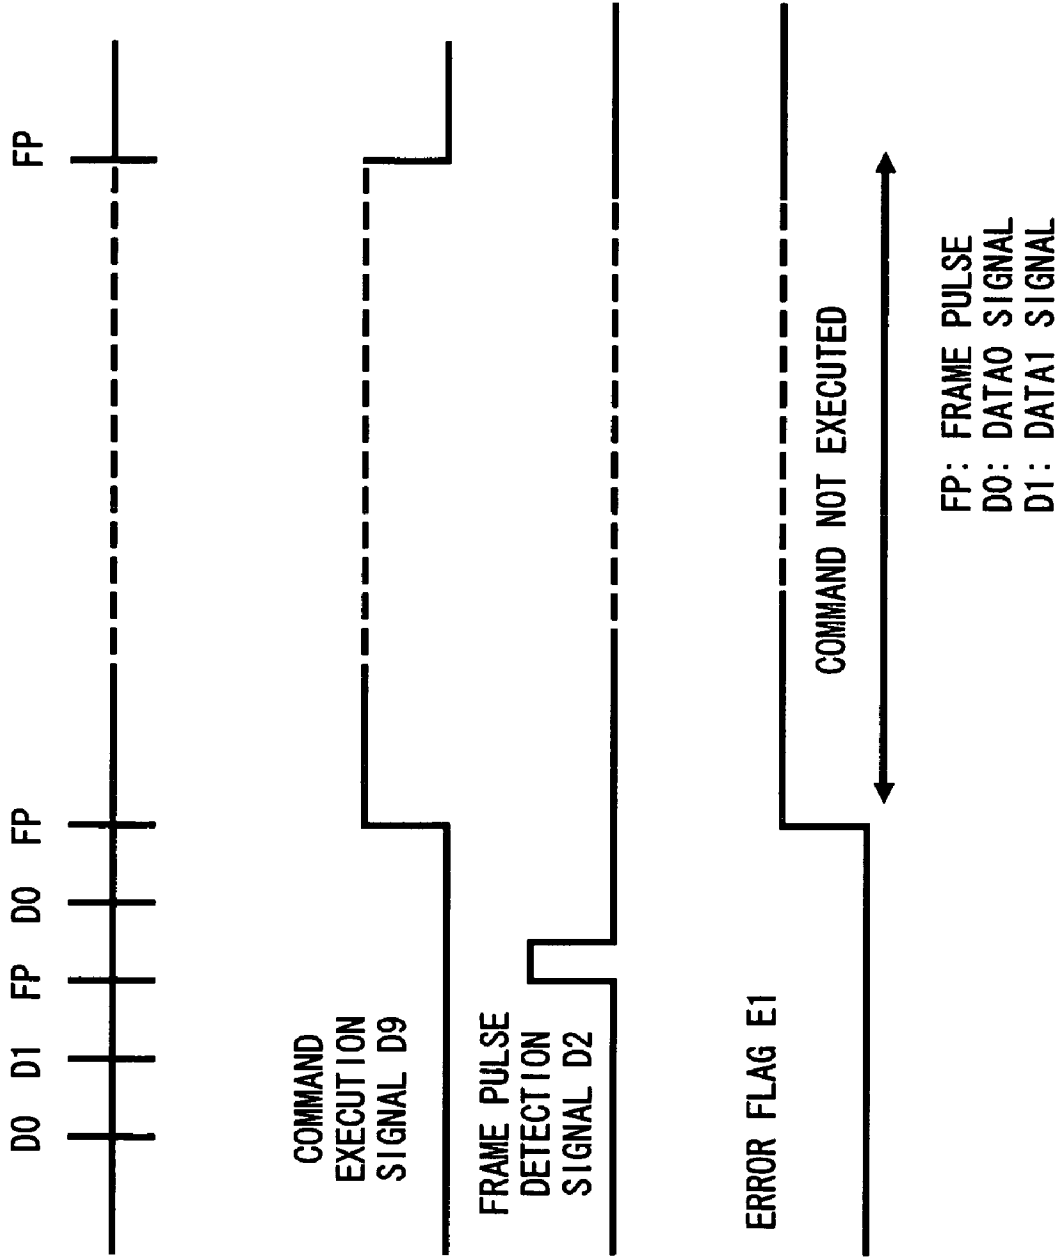 D0 D1 FP D0 FP FP
COMMAND
EXECUTION
SIGNAL D9
FRAME PULSE
DETECTION
SIGNAL D2
ERROR FLAG E1
COMMAND NOT EXECUTED
FP: FRAME PULSE
D0: DATA0 SIGNAL
D1: DATA1 SIGNAL